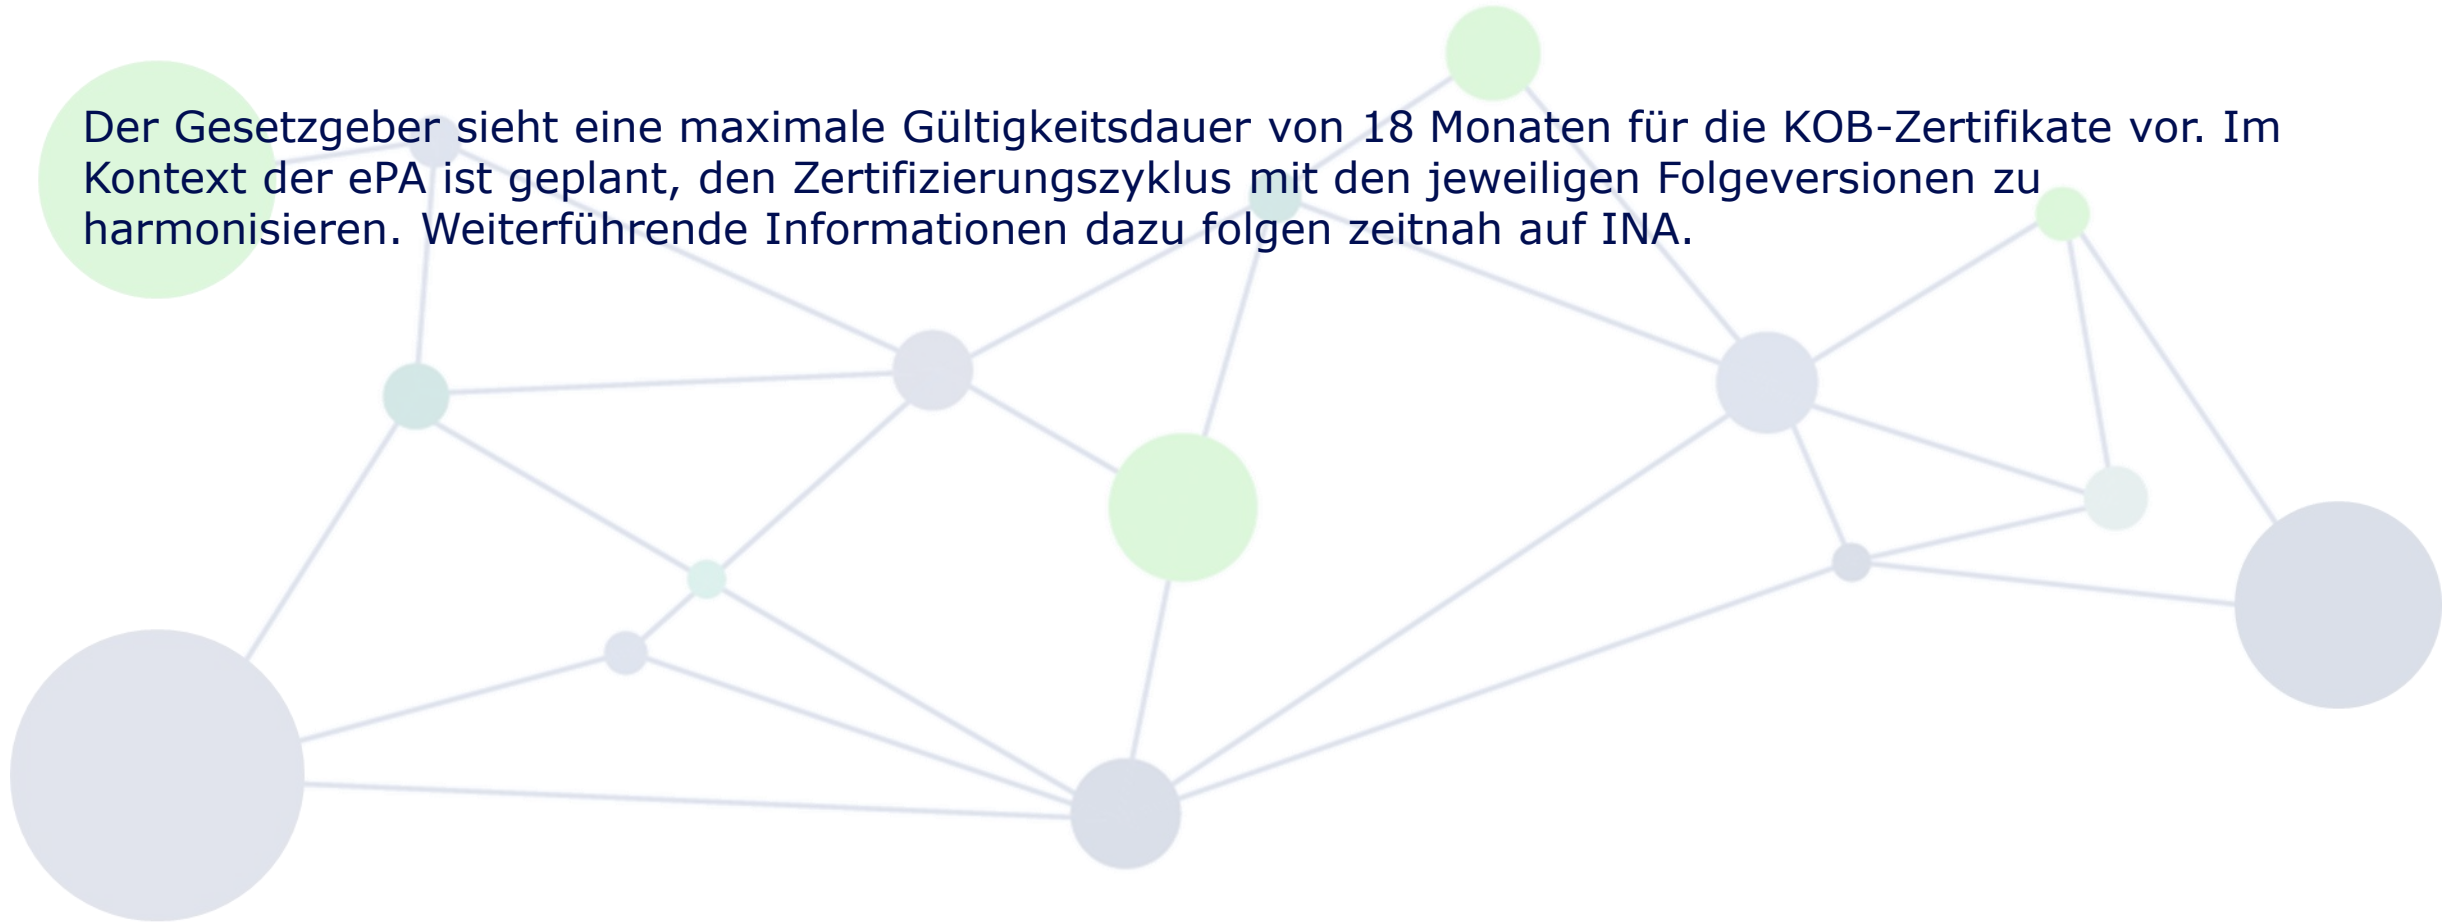 Der Gesetzgeber sieht eine maximale Gültigkeitsdauer von 18 Monaten für die KOB-Zertifikate vor. Im
Kontext der ePA ist geplant, den Zertifizierungszyklus mit den jeweiligen Folgeversionen zu
harmonisieren. Weiterführende Informationen dazu folgen zeitnah auf INA.